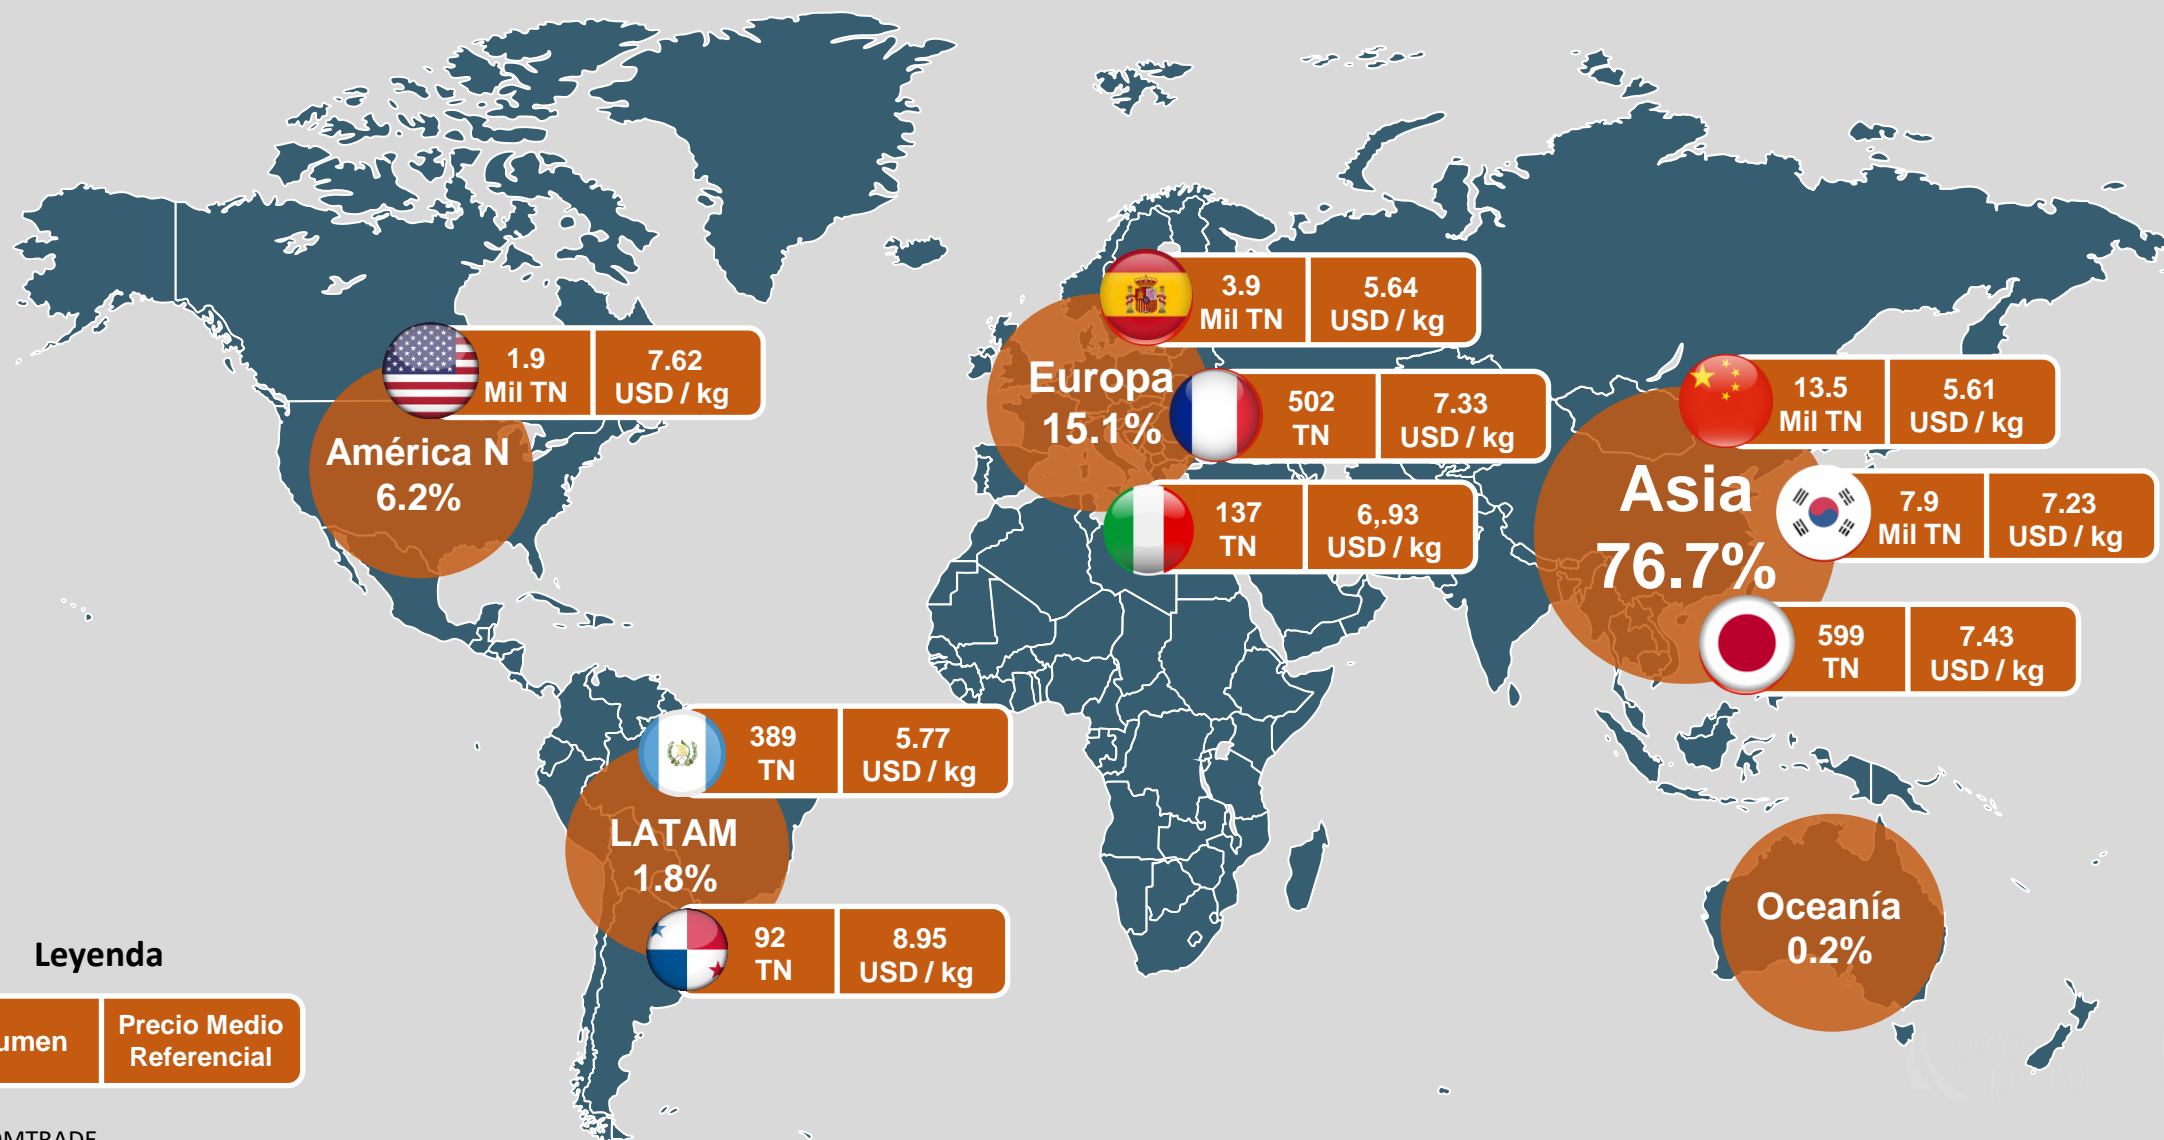 1.9
Mil TN
7.62
USD / kg
América N
6.2%
3.9
Mil TN
5.64
USD / kg
Europa
15.1%
502
TN
7.33
USD / kg
137
TN
6,.93
USD / kg
13.5
Mil TN
5.61
USD / kg
Asia
76.7%
7.9
Mil TN
7.23
USD / kg
599
TN
7.43
USD / kg
389
TN
5.77
USD / kg
LATAM
1.8%
92
TN
8.95
USD / kg
Oceanía
0.2%
Leyenda
umen
Precio Medio
Referencial